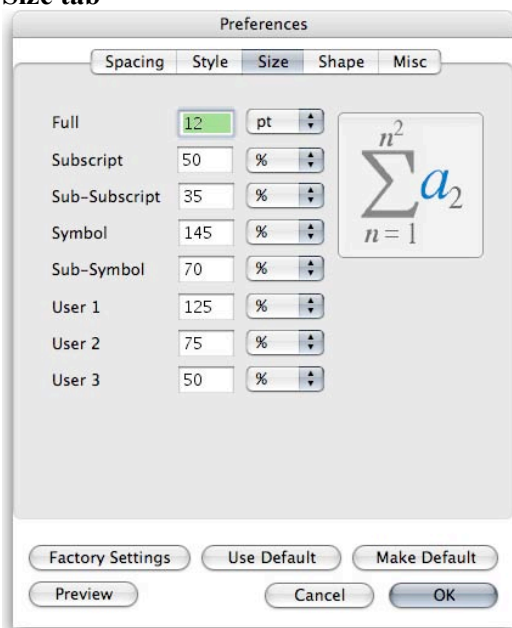 Size tab
Preferences
Spacing Style Size Shape Misc
Full 12 pt
Subscript 50 %
Sub-Subscript 35 %
Symbol 145 %
Sub-Symbol 70 %
User 1 125 %
User 2 75 %
User 3 50 %
n²
∑ a₂
n = 1
Factory Settings Use Default Make Default
Preview Cancel OK